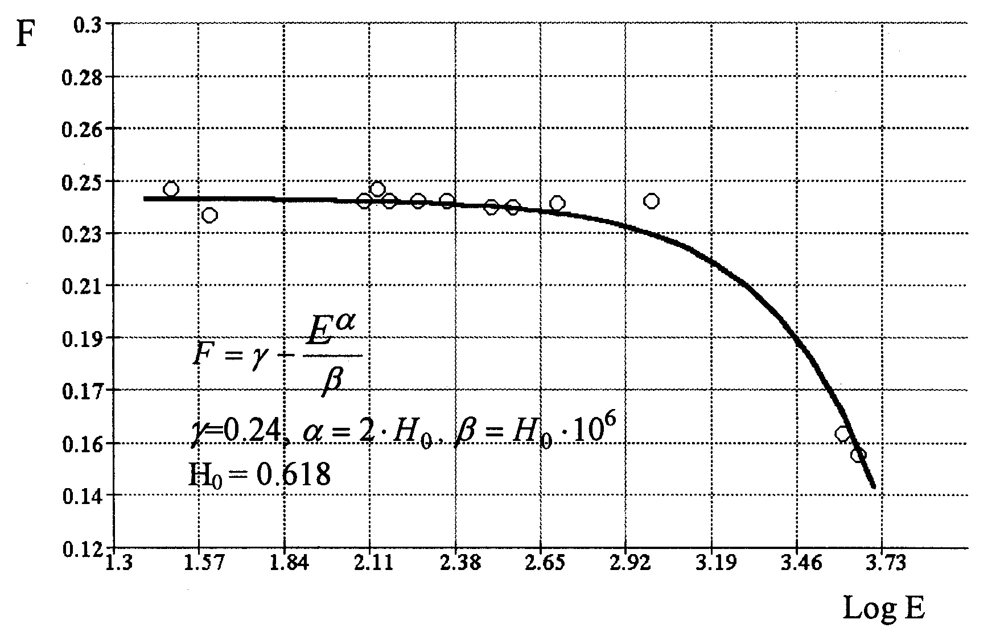 F
0.3
0.28
0.26
0.25
0.23
0.21
0.19
0.17
0.16
0.14
0.12
F = γ − E^α / β
γ=0.24, α = 2 · H₀, β = H₀ · 10⁶
H₀ = 0.618
1.3 1.57 1.84 2.11 2.38 2.65 2.92 3.19 3.46 3.73
Log E